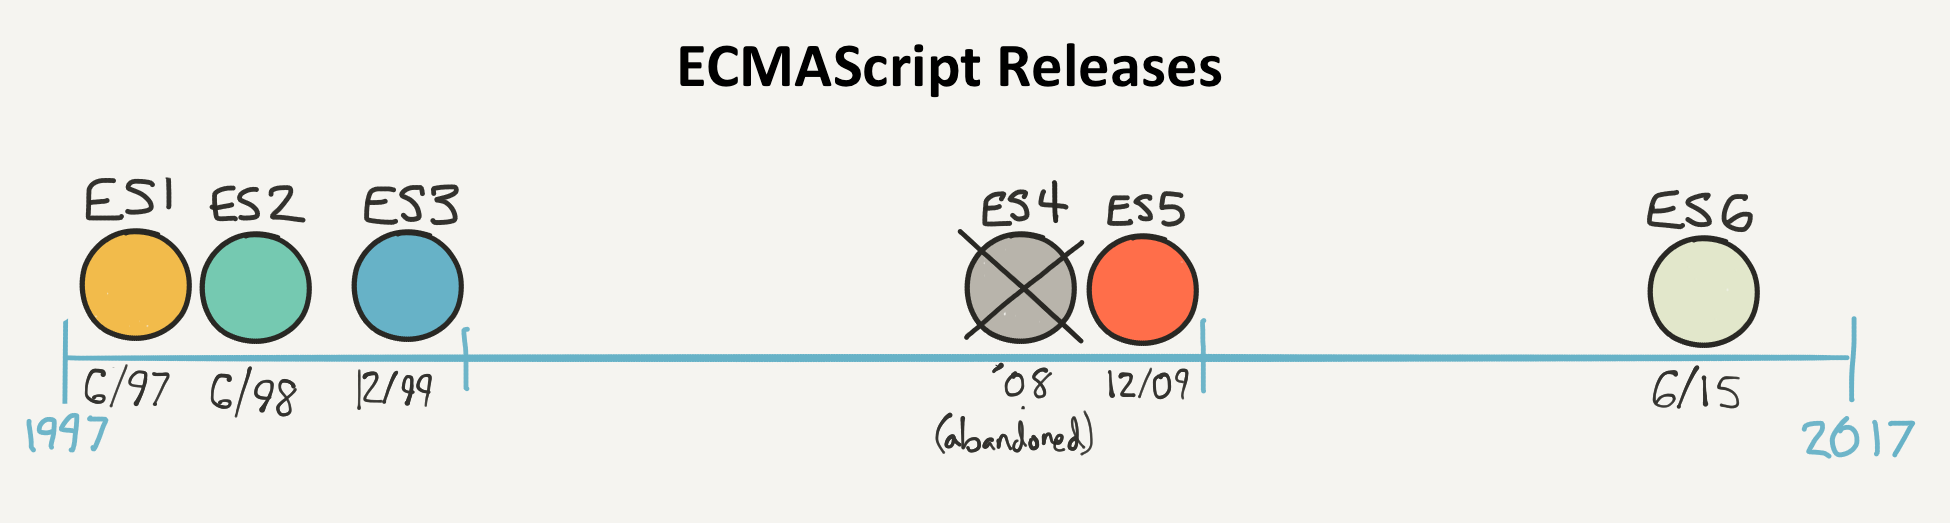 ECMAScript Releases
ES1 ES2 ES3 ES4 ES5 ES6
6/97 6/98 12/99 '08 12/09 6/15
(abandoned)
1997 2017